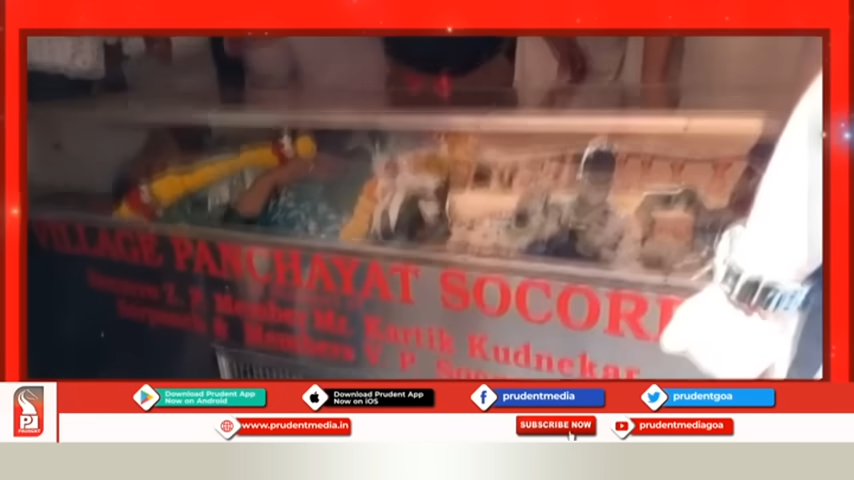 VILLAGE PANCHAYAT SOCORR
Z. P. Member Mr. Kartik Kudnekar
Sarpanch & Members V. P.
Download Prudent App
Now on Android
Download Prudent App
Now on iOS
prudentmedia
prudentgoa
PRUDENT
www.prudentmedia.in
SUBSCRIBE NOW
prudentmediagoa